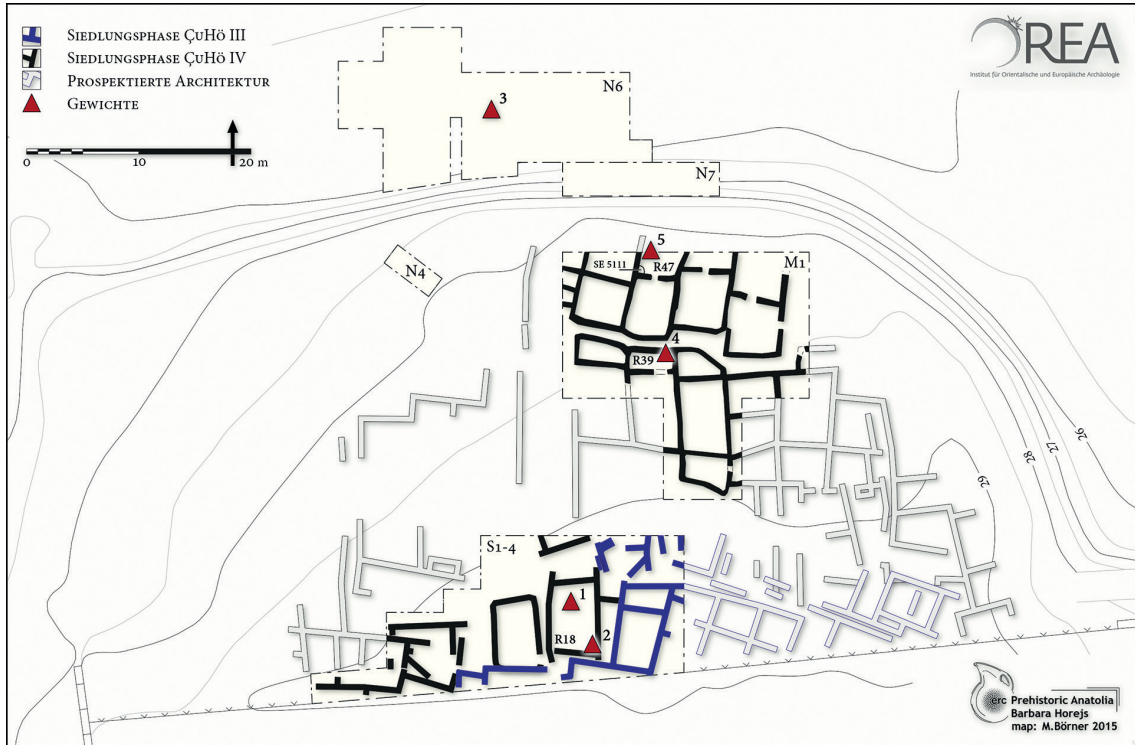 Siedlungsphase ÇuHö III
Siedlungsphase ÇuHö IV
Prospektierte Architektur
Gewichte
0 10 20 m
OREA
Institut für Orientalische und Europäische Archäologie
N6
3
N7
N4
5
SE 5111
R47
M1
4
R39
26
27
28
29
S1-4
1
R18
2
erc Prehistoric Anatolia
Barbara Horejs
map: M.Börner 2015